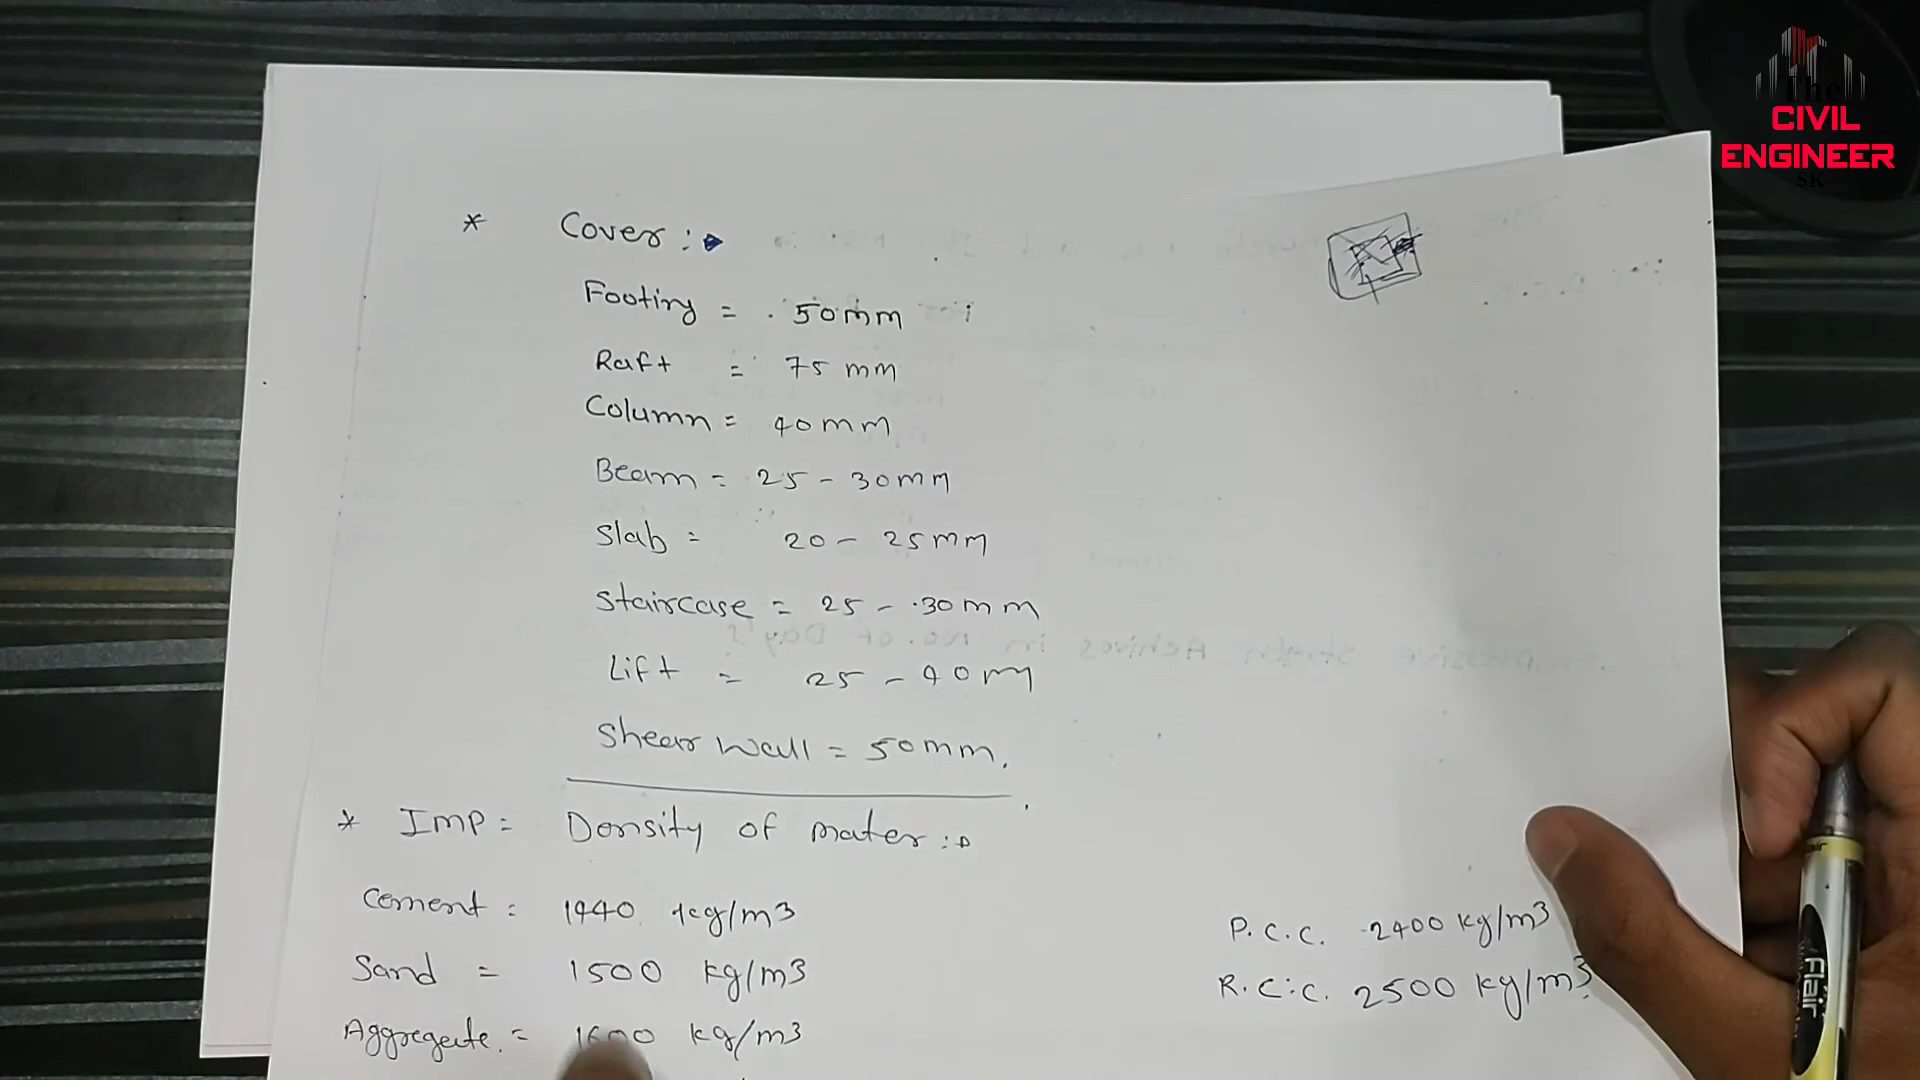 The
CIVIL
ENGINEER
SK
* Cover :
Footing = 50mm
Raft = 75 mm
Column = 40mm
Beam = 25 - 30mm
Slab = 20 - 25mm
Staircase = 25 - 30mm
Lift = 25 - 40m
Shear Wall = 50mm.
* Imp = Density of mater :
Cement = 1440 kg/m3
Sand = 1500 kg/m3
Aggregate. = 1600 kg/m3
P.C.C. 2400 kg/m3
R.C.C. 2500 kg/m3
Flair